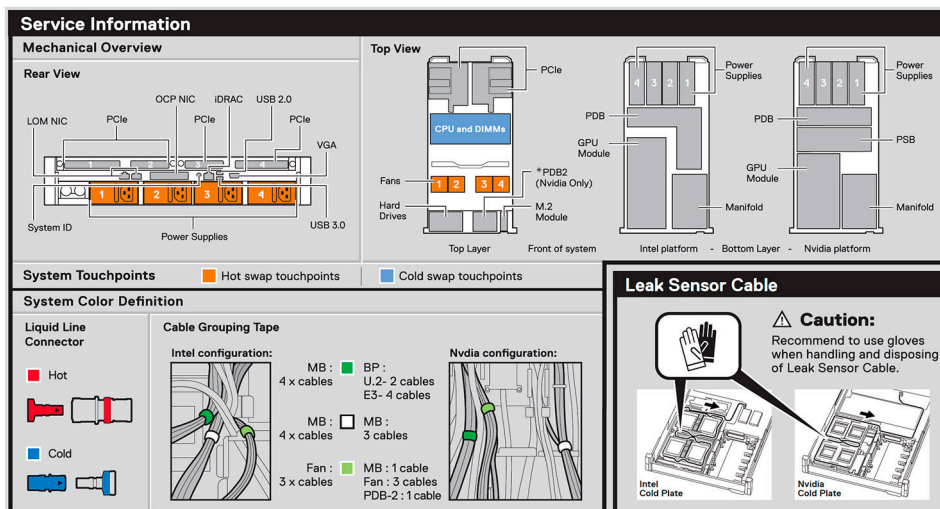 Service Information
Mechanical Overview
Rear View
OCP NIC
iDRAC
USB 2.0
LOM NIC
PCIe
PCIe
PCIe
VGA
1
2
3
4
1
2
3
4
System ID
Power Supplies
USB 3.0
Top View
PCIe
CPU and DIMMs
Fans
1
2
3
4
*PDB2
(Nvidia Only)
Hard
Drives
M.2
Module
Top Layer
Front of system
4
3
2
1
Power
Supplies
PDB
GPU
Module
Manifold
Intel platform - Bottom Layer - Nvidia platform
4
3
2
1
Power
Supplies
PDB
PSB
GPU
Module
Manifold
System Touchpoints
Hot swap touchpoints
Cold swap touchpoints
System Color Definition
Liquid Line
Connector
Hot
Cold
Cable Grouping Tape
Intel configuration:
MB :
4 x cables
BP :
U.2- 2 cables
E3- 4 cables
MB :
4 x cables
MB :
3 cables
Fan :
3 x cables
MB : 1 cable
Fan : 3 cables
PDB-2 : 1 cable
Nvdia configuration:
Leak Sensor Cable
Caution:
Recommend to use gloves
when handling and disposing
of Leak Sensor Cable.
Intel
Cold Plate
Nvidia
Cold Plate